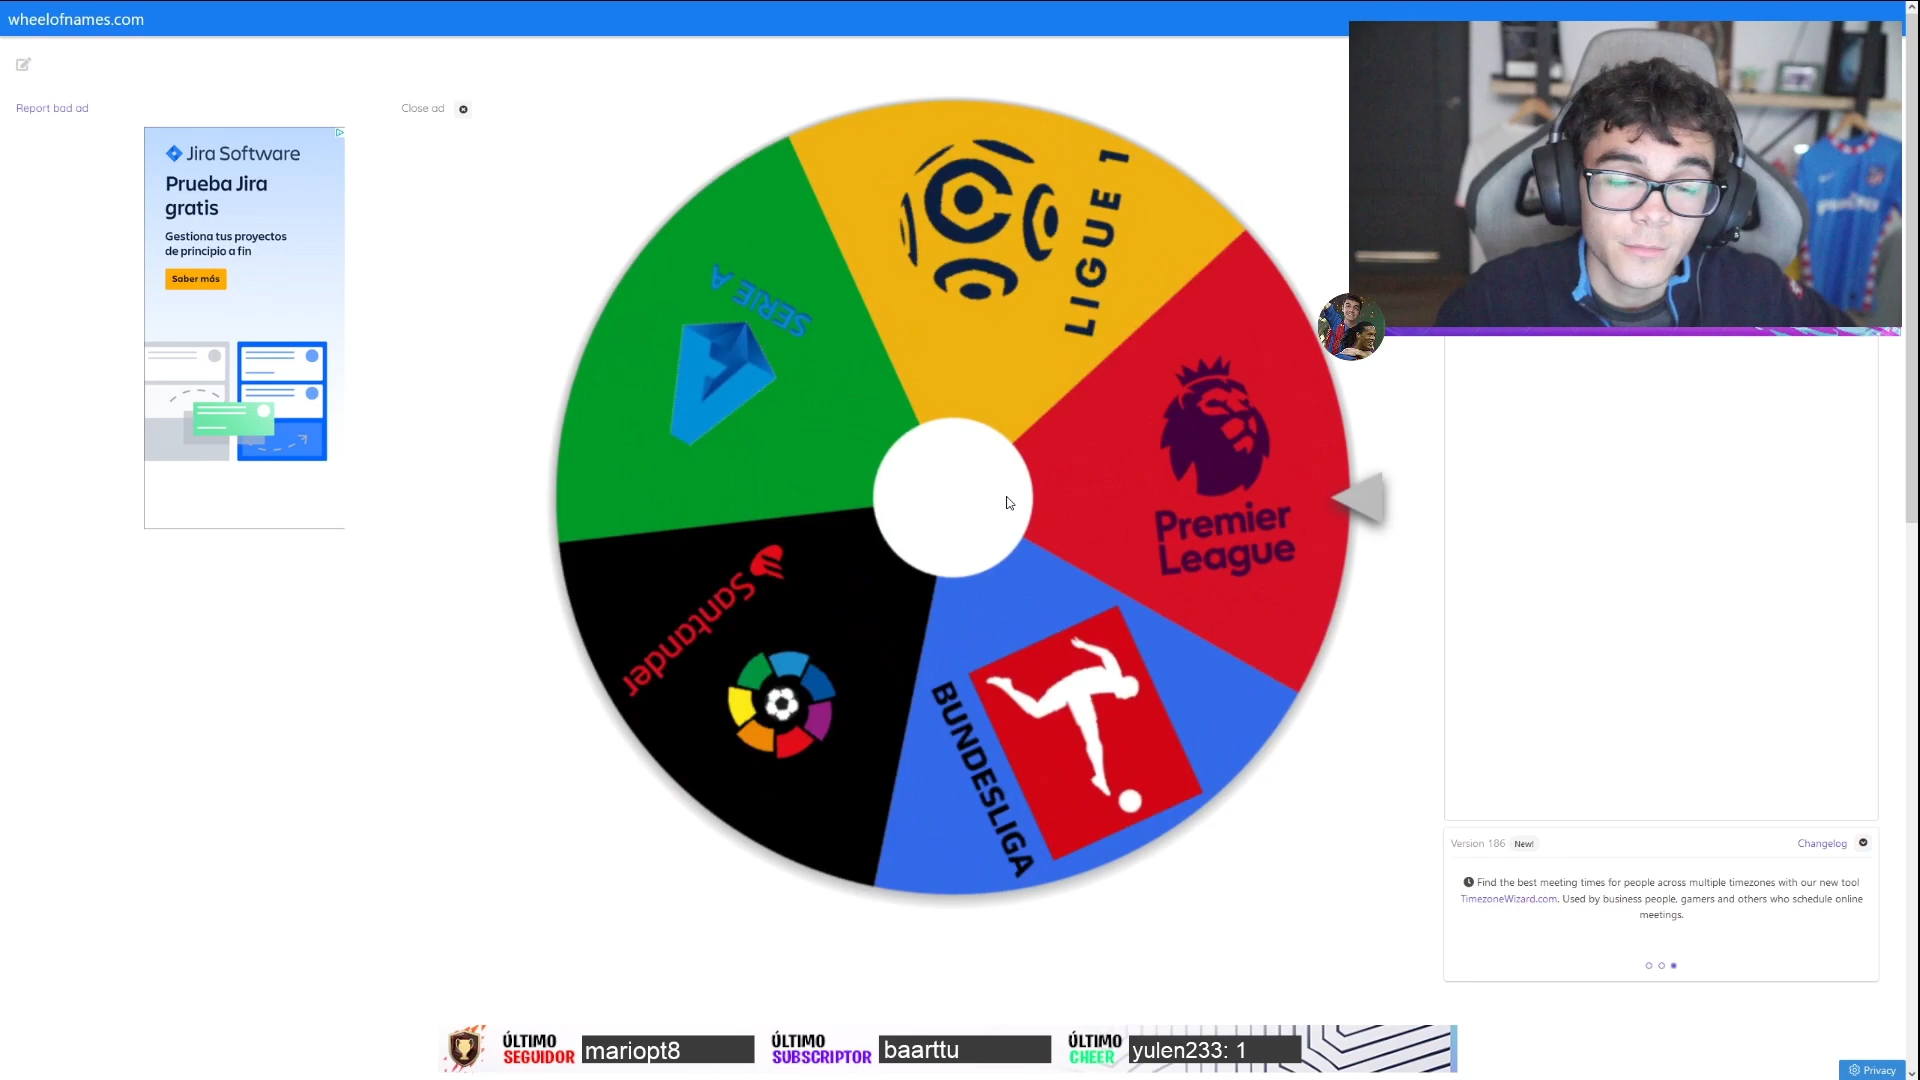 wheelofnames.com
Report bad ad
Close ad
Jira Software
Prueba Jira
gratis
Gestiona tus proyectos
de principio a fin
Saber más
SERIE A
LIGUE 1
Premier
League
Santander
BUNDESLIGA
Version 186 New!
Changelog
Find the best meeting times for people across multiple timezones with our new tool
TimezoneWizard.com. Used by business people, gamers and others who schedule online
meetings.
ÚLTIMO
SEGUIDOR
mariopt8
ÚLTIMO
SUBSCRIPTOR
baarttu
ÚLTIMO
CHEER
yulen233: 1
Privacy